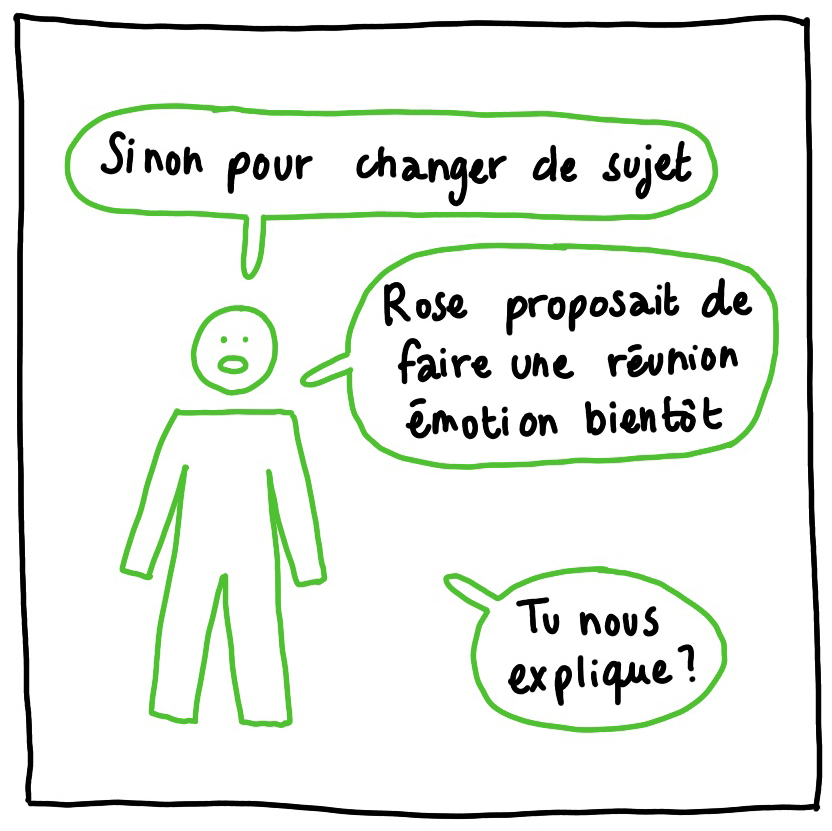 Sinon pour changer de sujet
Rose proposait de
faire une réunion
émotion bientôt
Tu nous
explique ?